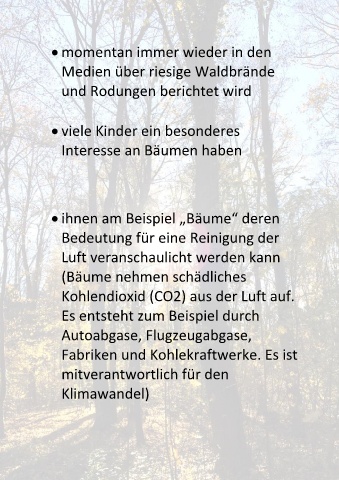 • momentan immer wieder in den
Medien über riesige Waldbrände
und Rodungen berichtet wird
• viele Kinder ein besonderes
Interesse an Bäumen haben
• ihnen am Beispiel „Bäume“ deren
Bedeutung für eine Reinigung der
Luft veranschaulicht werden kann
(Bäume nehmen schädliches
Kohlendioxid (CO2) aus der Luft auf.
Es entsteht zum Beispiel durch
Autoabgase, Flugzeugabgase,
Fabriken und Kohlekraftwerke. Es ist
mitverantwortlich für den
Klimawandel)